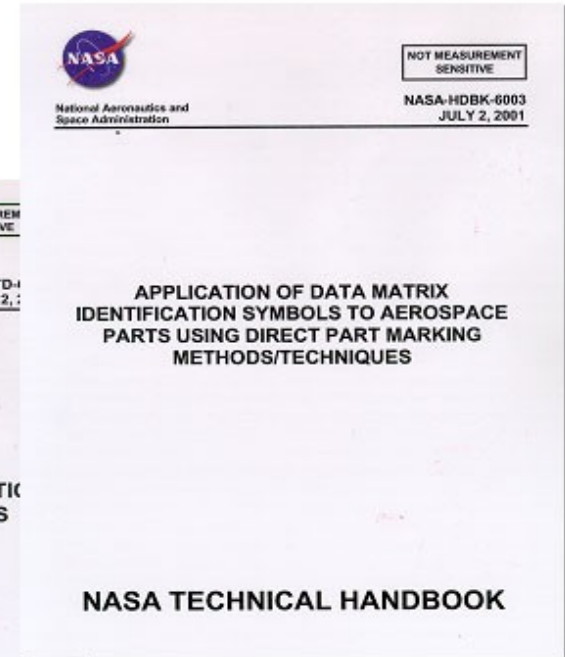 NASA
NOT MEASUREMENT
SENSITIVE
National Aeronautics and
Space Administration
NASA-HDBK-6003
JULY 2, 2001
APPLICATION OF DATA MATRIX
IDENTIFICATION SYMBOLS TO AEROSPACE
PARTS USING DIRECT PART MARKING
METHODS/TECHNIQUES
NASA TECHNICAL HANDBOOK